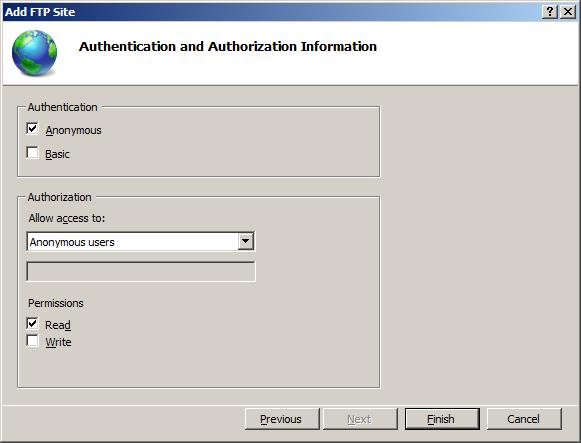 Add FTP Site
Authentication and Authorization Information
Authentication
Anonymous
Basic
Authorization
Allow access to:
Anonymous users
Permissions
Read
Write
Previous Next Finish Cancel